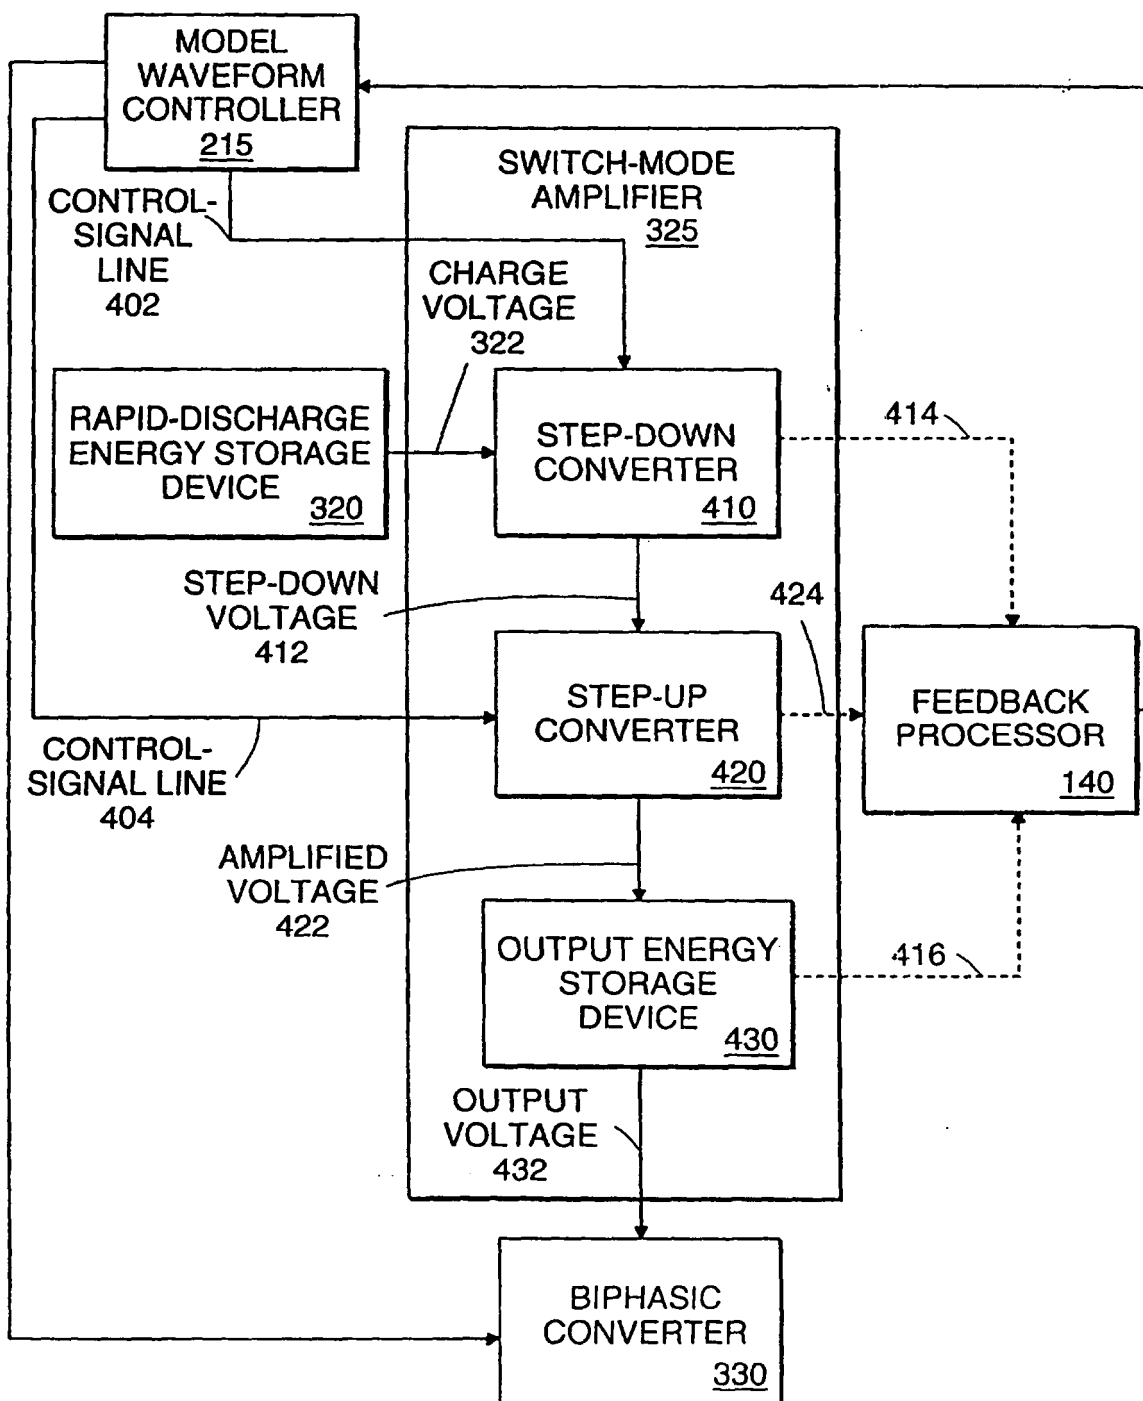 MODEL
WAVEFORM
CONTROLLER
215
SWITCH-MODE
AMPLIFIER
325
CONTROL-
SIGNAL
LINE
402
CHARGE
VOLTAGE
322
RAPID-DISCHARGE
ENERGY STORAGE
DEVICE
320
STEP-DOWN
CONVERTER
410
414
STEP-DOWN
VOLTAGE
412
424
STEP-UP
CONVERTER
420
FEEDBACK
PROCESSOR
140
CONTROL-
SIGNAL LINE
404
AMPLIFIED
VOLTAGE
422
OUTPUT ENERGY
STORAGE
DEVICE
430
416
OUTPUT
VOLTAGE
432
BIPHASIC
CONVERTER
330